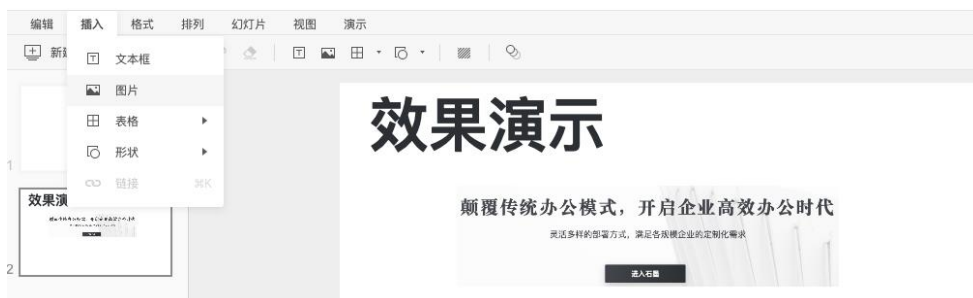 编辑 插入 格式 排列 幻灯片 视图 演示
新建
文本框
图片
表格
形状
链接 ⌘K
1
效果演
2
效果演示
颠覆传统办公模式，开启企业高效办公时代
灵活多样的部署方式，满足各规模企业的定制化需求
进入石墨